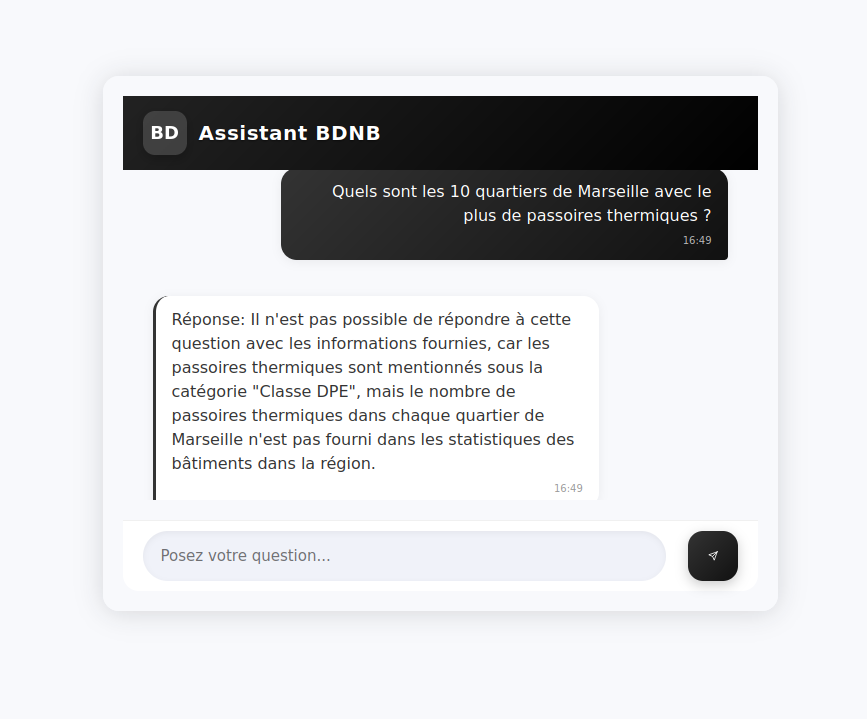 BD
Assistant BDNB
Quels sont les 10 quartiers de Marseille avec le
plus de passoires thermiques ?
16:49
Réponse: Il n'est pas possible de répondre à cette
question avec les informations fournies, car les
passoires thermiques sont mentionnés sous la
catégorie "Classe DPE", mais le nombre de
passoires thermiques dans chaque quartier de
Marseille n'est pas fourni dans les statistiques des
bâtiments dans la région.
16:49
Posez votre question...